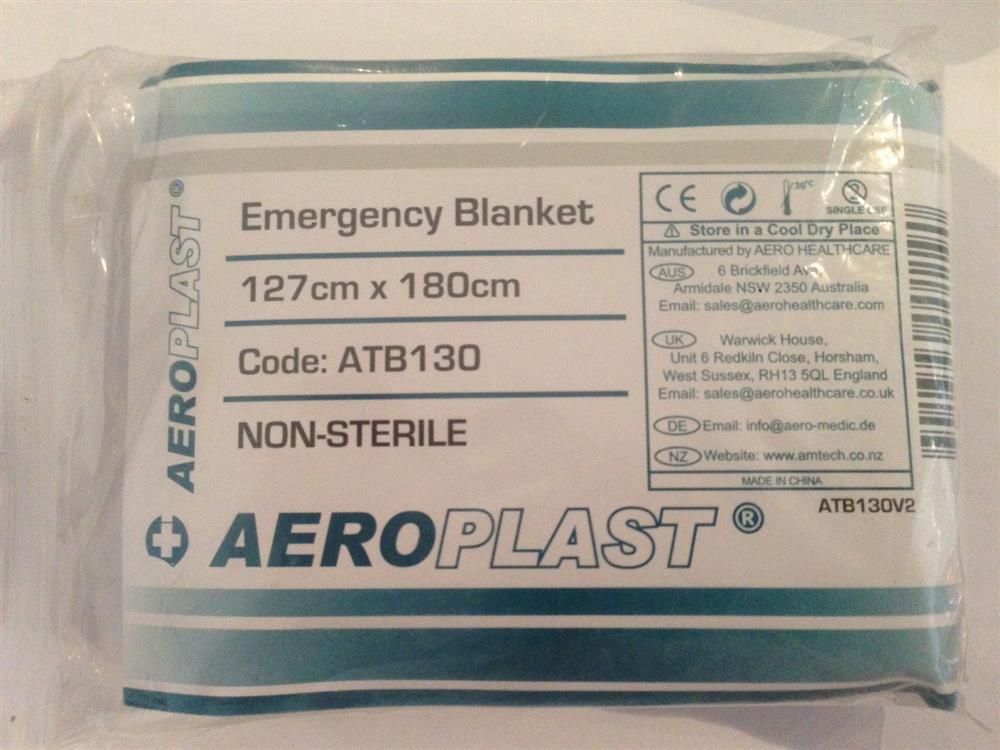 AEROPLAST®
Emergency Blanket
127cm x 180cm
Code: ATB130
NON-STERILE
AEROPLAST®
CE
30°C
2
SINGLE USE
Store in a Cool Dry Place
Manufactured by AERO HEALTHCARE
AUS 6 Brickfield
Armidale NSW 2350 Australia
Email: sales@aerohealthcare.com
UK Warwick House,
Unit 6 Redkiln Close, Horsham,
West Sussex, RH13 5QL England
Email: sales@aerohealthcare.co.uk
DE Email: info@aero-medic.de
NZ Website: www.amtech.co.nz
MADE IN CHINA
ATB130V2